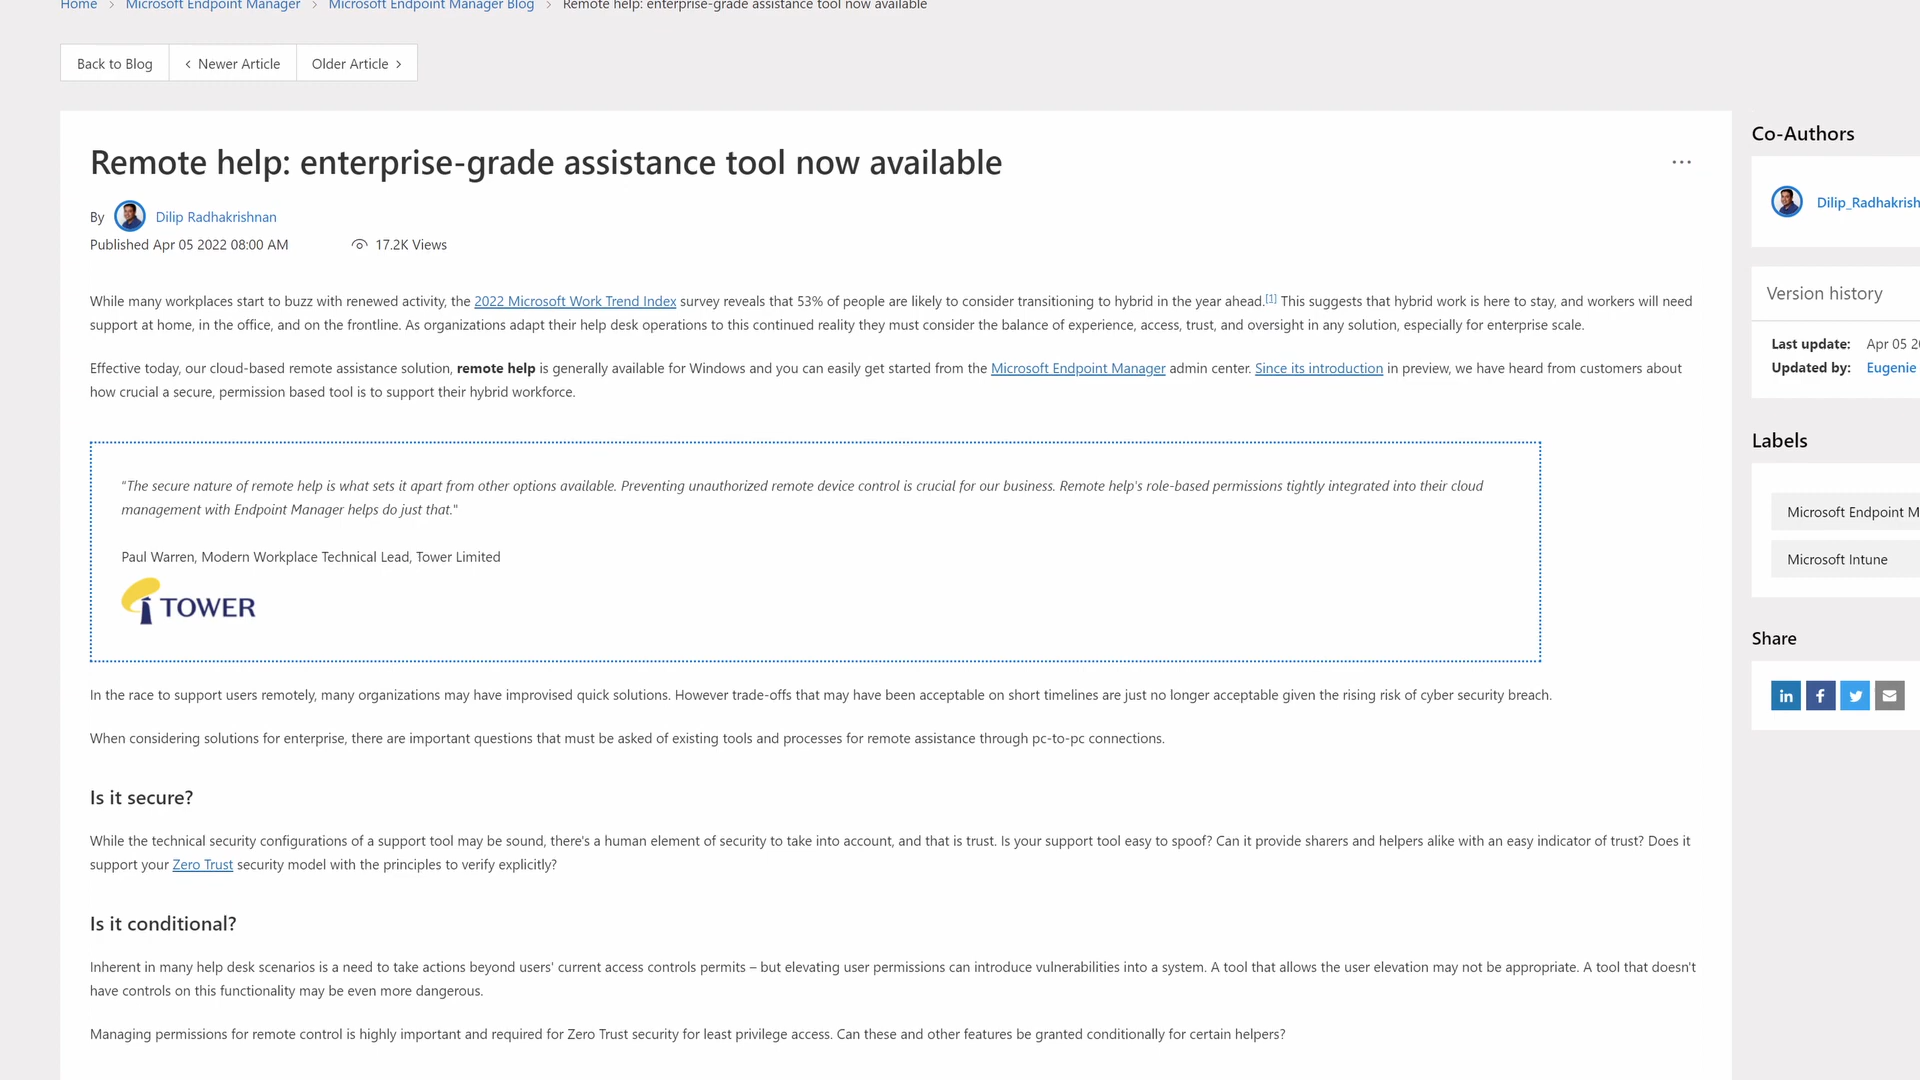 Home > Microsoft Endpoint Manager > Microsoft Endpoint Manager Blog > Remote help: enterprise-grade assistance tool now available
Back to Blog
< Newer Article
Older Article >
Remote help: enterprise-grade assistance tool now available
By Dilip Radhakrishnan
Published Apr 05 2022 08:00 AM 17.2K Views
While many workplaces start to buzz with renewed activity, the 2022 Microsoft Work Trend Index survey reveals that 53% of people are likely to consider transitioning to hybrid in the year ahead.[1] This suggests that hybrid work is here to stay, and workers will need
support at home, in the office, and on the frontline. As organizations adapt their help desk operations to this continued reality they must consider the balance of experience, access, trust, and oversight in any solution, especially for enterprise scale.
Effective today, our cloud-based remote assistance solution, remote help is generally available for Windows and you can easily get started from the Microsoft Endpoint Manager admin center. Since its introduction in preview, we have heard from customers about
how crucial a secure, permission based tool is to support their hybrid workforce.
"The secure nature of remote help is what sets it apart from other options available. Preventing unauthorized remote device control is crucial for our business. Remote help's role-based permissions tightly integrated into their cloud
management with Endpoint Manager helps do just that."
Paul Warren, Modern Workplace Technical Lead, Tower Limited
TOWER
In the race to support users remotely, many organizations may have improvised quick solutions. However trade-offs that may have been acceptable on short timelines are just no longer acceptable given the rising risk of cyber security breach.
When considering solutions for enterprise, there are important questions that must be asked of existing tools and processes for remote assistance through pc-to-pc connections.
Is it secure?
While the technical security configurations of a support tool may be sound, there's a human element of security to take into account, and that is trust. Is your support tool easy to spoof? Can it provide sharers and helpers alike with an easy indicator of trust? Does it
support your Zero Trust security model with the principles to verify explicitly?
Is it conditional?
Inherent in many help desk scenarios is a need to take actions beyond users' current access controls permits – but elevating user permissions can introduce vulnerabilities into a system. A tool that allows the user elevation may not be appropriate. A tool that doesn't
have controls on this functionality may be even more dangerous.
Managing permissions for remote control is highly important and required for Zero Trust security for least privilege access. Can these and other features be granted conditionally for certain helpers?
Co-Authors
Dilip_Radhakrish
Version history
Last update: Apr 05 20
Updated by: Eugenie
Labels
Microsoft Endpoint M
Microsoft Intune
Share
in f